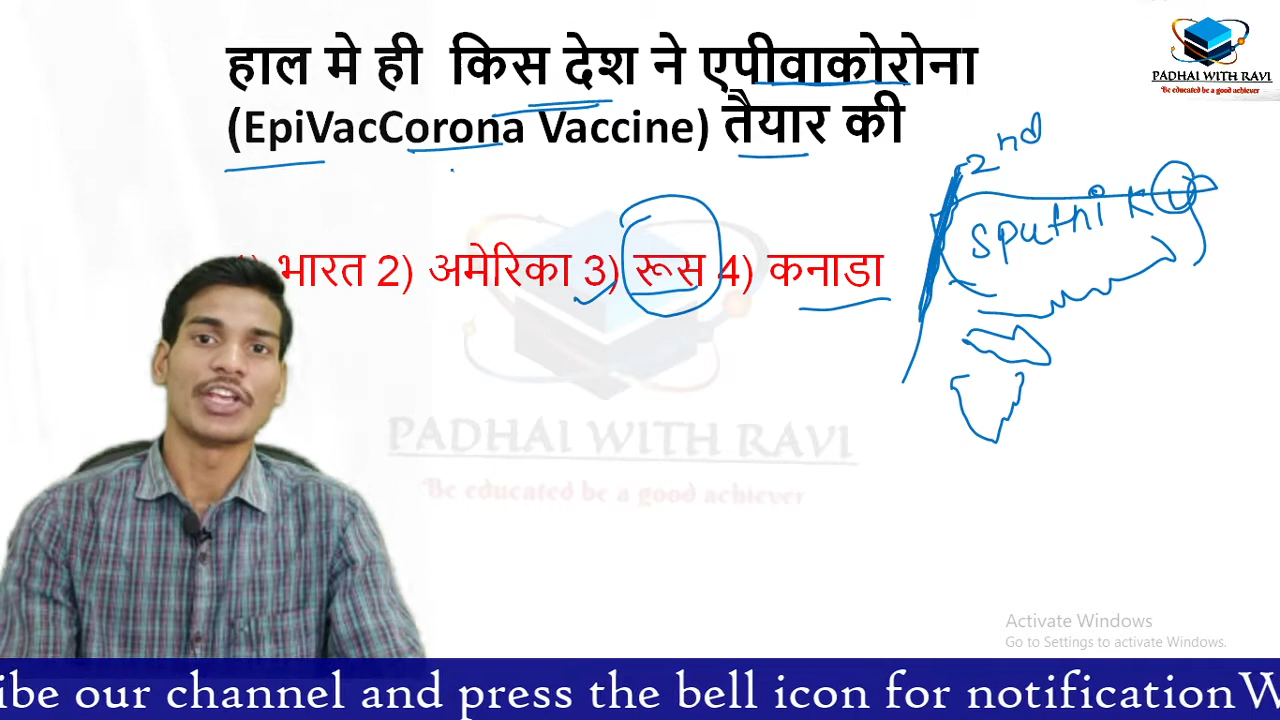 हाल मे ही किस देश ने एपीवाकोरोना
(EpiVacCorona Vaccine) तैयार की
PADHAI WITH RAVI
Be educated be a good achiever
2nd
Sputhik V
भारत 2) अमेरिका 3) रूस 4) कनाडा
PADHAI WITH RAVI
Be educated be a good achiever
Activate Windows
Go to Settings to activate Windows.
ibe our channel and press the bell icon for notificationW